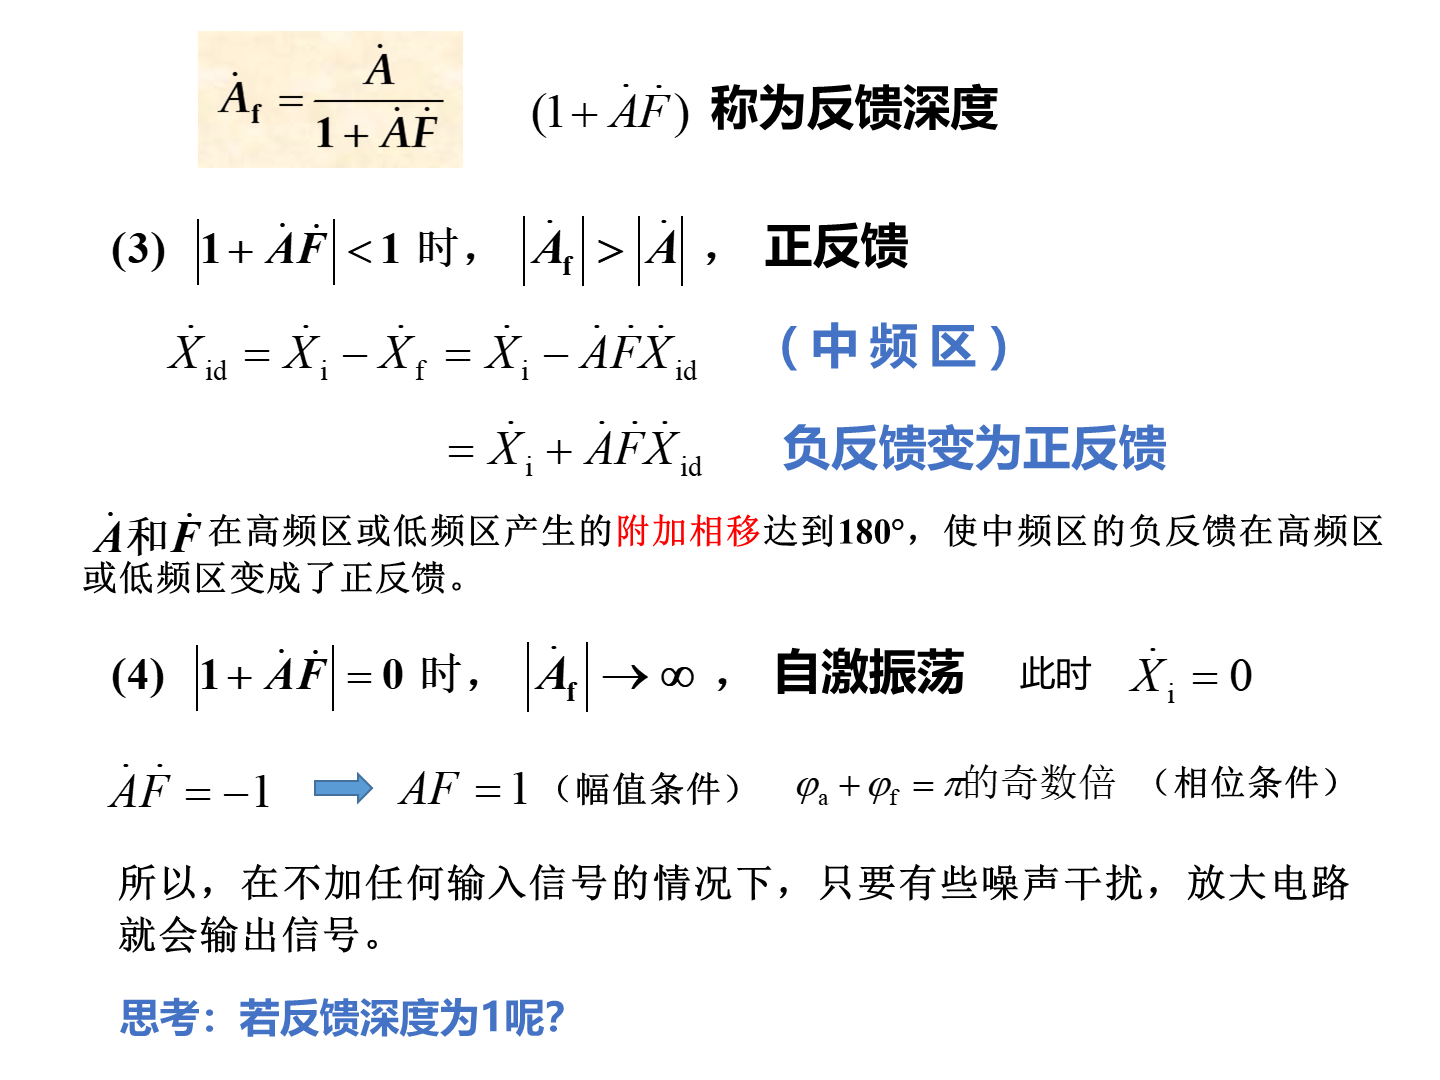 Ȧf = Ȧ / (1 + ȦḞ) (1 + ȦḞ) 称为反馈深度
(3) |1 + ȦḞ| < 1 时， |Ȧf| > |Ȧ| ， 正反馈
Ẋid = Ẋi − Ẋf = Ẋi − ȦḞẊid （中频区）
= Ẋi + ȦḞẊid 负反馈变为正反馈
Ȧ和Ḟ 在高频区或低频区产生的附加相移达到180°，使中频区的负反馈在高频区
或低频区变成了正反馈。
(4) |1 + ȦḞ| = 0 时， |Ȧf| → ∞ ， 自激振荡 此时 Ẋi = 0
ȦḞ = −1 AF = 1（幅值条件） φa + φf = π的奇数倍 （相位条件）
所以，在不加任何输入信号的情况下，只要有些噪声干扰，放大电路
就会输出信号。
思考：若反馈深度为1呢？